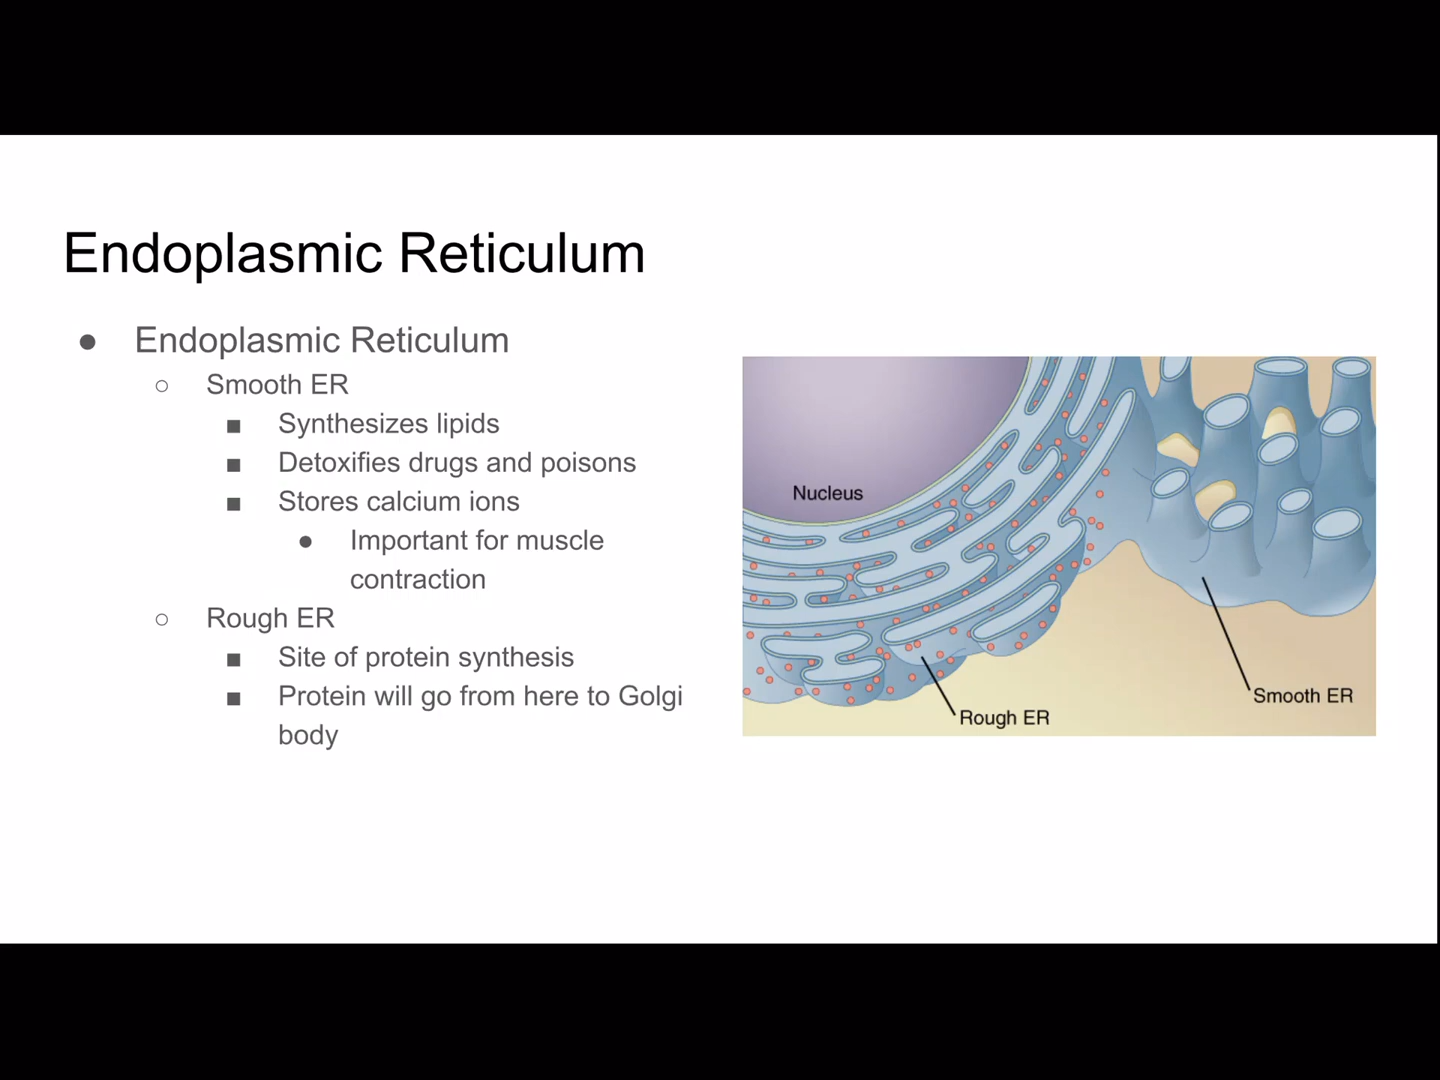 Endoplasmic Reticulum
● Endoplasmic Reticulum
○ Smooth ER
■ Synthesizes lipids
■ Detoxifies drugs and poisons
■ Stores calcium ions
● Important for muscle
contraction
○ Rough ER
■ Site of protein synthesis
■ Protein will go from here to Golgi
body
Nucleus
Smooth ER
Rough ER